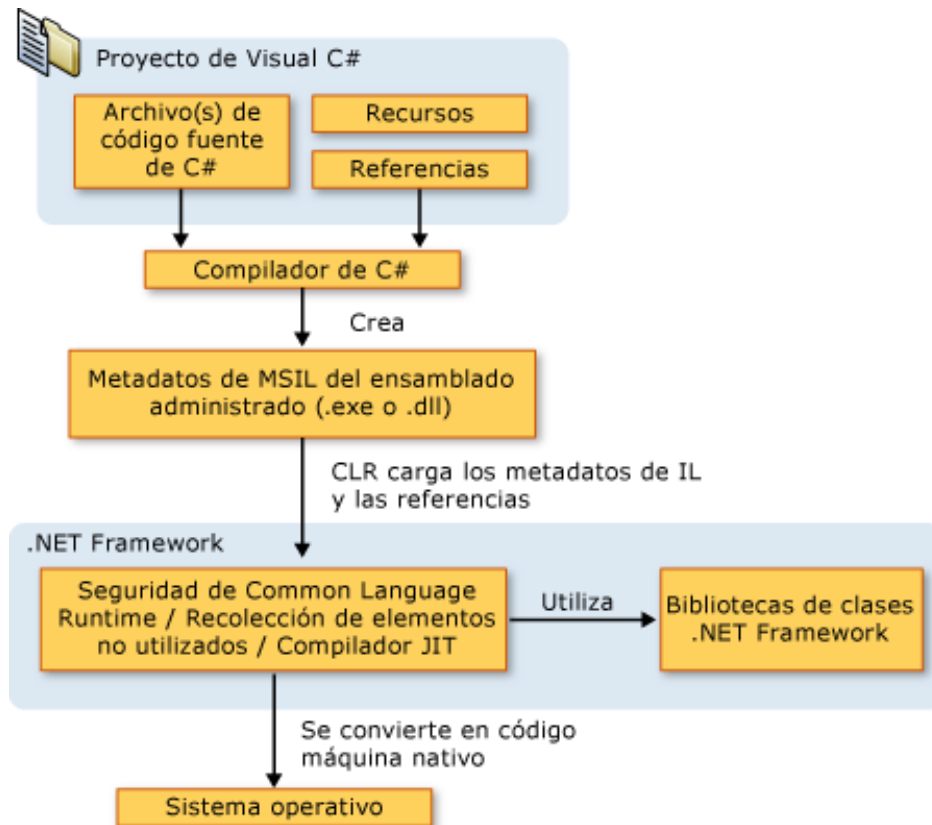 Proyecto de Visual C#
Archivo(s) de
código fuente
de C#
Recursos
Referencias
Compilador de C#
Crea
Metadatos de MSIL del ensamblado
administrado (.exe o .dll)
CLR carga los metadatos de IL
y las referencias
.NET Framework
Seguridad de Common Language
Runtime / Recolección de elementos
no utilizados / Compilador JIT
Utiliza
Bibliotecas de clases
.NET Framework
Se convierte en código
máquina nativo
Sistema operativo